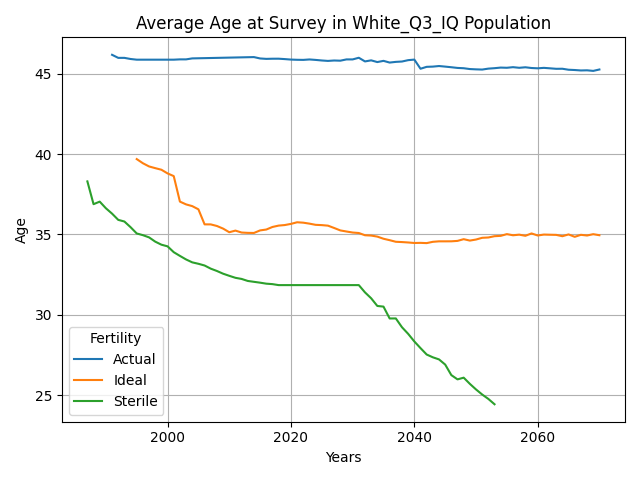 Average Age at Survey in White_Q3_IQ Population
Age
45
40
35
30
25
Fertility
Actual
Ideal
Sterile
2000
2020
2040
2060
Years